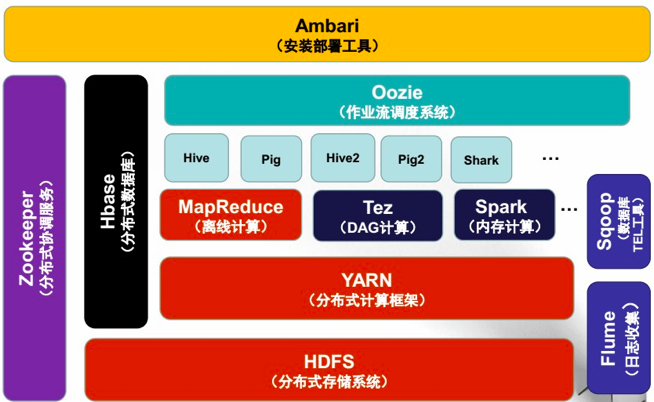 Ambari
(安装部署工具)
Zookeeper
(分布式协调服务)
Hbase
(分布式数据库)
Oozie
(作业流调度系统)
Hive
Pig
Hive2
Pig2
Shark
...
MapReduce
(离线计算)
Tez
(DAG计算)
Spark
(内存计算)
...
Sqoop
(数据库
TEL工具)
YARN
(分布式计算框架)
Flume
(日志收集)
HDFS
(分布式存储系统)